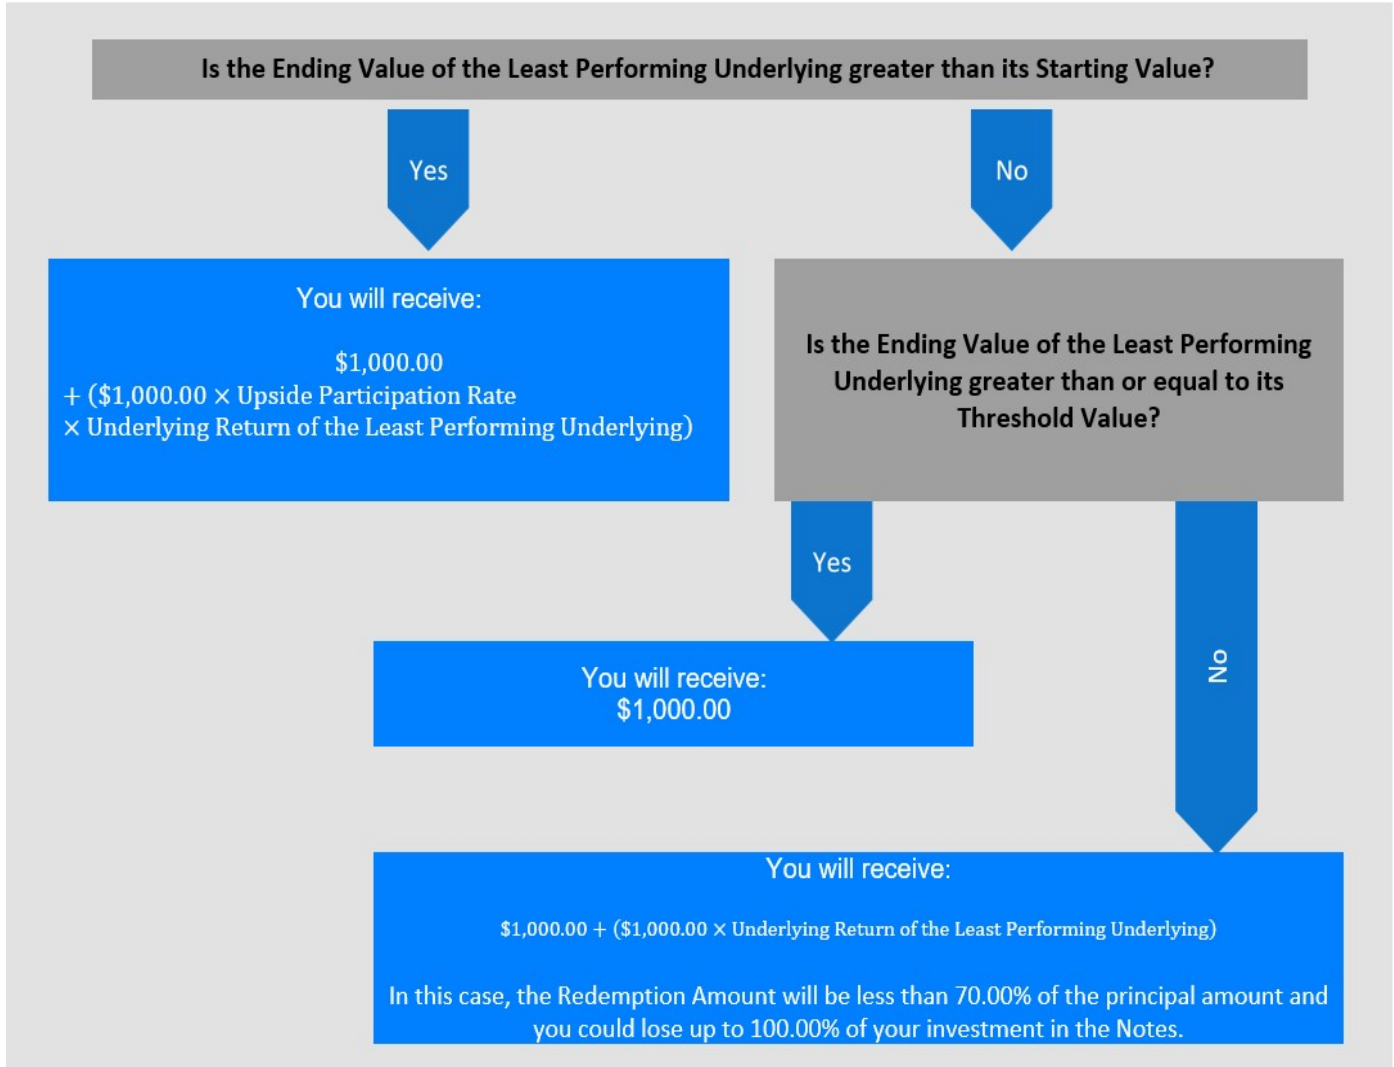 Is the Ending Value of the Least Performing Underlying greater than its Starting Value?
Yes
No
You will receive:
$1,000.00
+ ($1,000.00 × Upside Participation Rate
× Underlying Return of the Least Performing Underlying)
Is the Ending Value of the Least Performing
Underlying greater than or equal to its
Threshold Value?
Yes
No
You will receive:
$1,000.00
You will receive:
$1,000.00 + ($1,000.00 × Underlying Return of the Least Performing Underlying)
In this case, the Redemption Amount will be less than 70.00% of the principal amount and
you could lose up to 100.00% of your investment in the Notes.